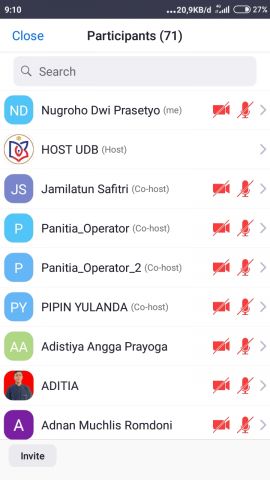 9:10
...20,9KB/d 4G 27%
Close Participants (71)
Search
ND Nugroho Dwi Prasetyo (me)
HOST UDB (Host)
JS Jamilatun Safitri (Co-host)
P Panitia_Operator (Co-host)
P Panitia_Operator_2 (Co-host)
PY PIPIN YULANDA (Co-host)
AA Adistiya Angga Prayoga
ADITIA
A Adnan Muchlis Romdoni
Invite